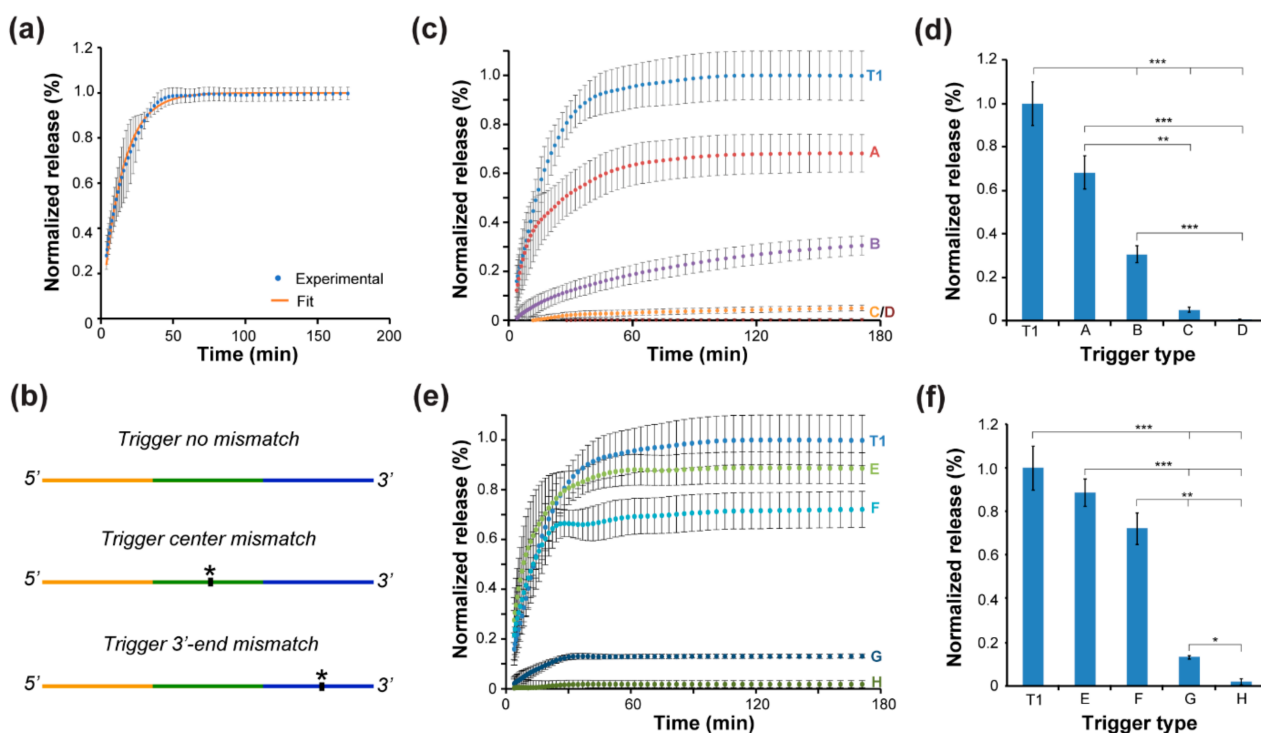 (a)
Normalized release (%)
1.2
1.0
0.8
0.6
0.4
0.2
0
Experimental
Fit
0 50 100 150 200
Time (min)
(b)
Trigger no mismatch
5’ 3’
Trigger center mismatch
*
5’ 3’
Trigger 3’-end mismatch
*
5’ 3’
(c)
Normalized release (%)
1.0
0.8
0.6
0.4
0.2
0
T1
A
B
C/D
0 60 120 180
Time (min)
(d)
Normalized release (%)
1.2
1.0
0.8
0.6
0.4
0.2
0
***
***
**
***
T1 A B C D
Trigger type
(e)
Normalized release (%)
1.0
0.8
0.6
0.4
0.2
0
T1
E
F
G
H
0 60 120 180
Time (min)
(f)
Normalized release (%)
1.2
1.0
0.8
0.6
0.4
0.2
0
***
***
**
*
T1 E F G H
Trigger type